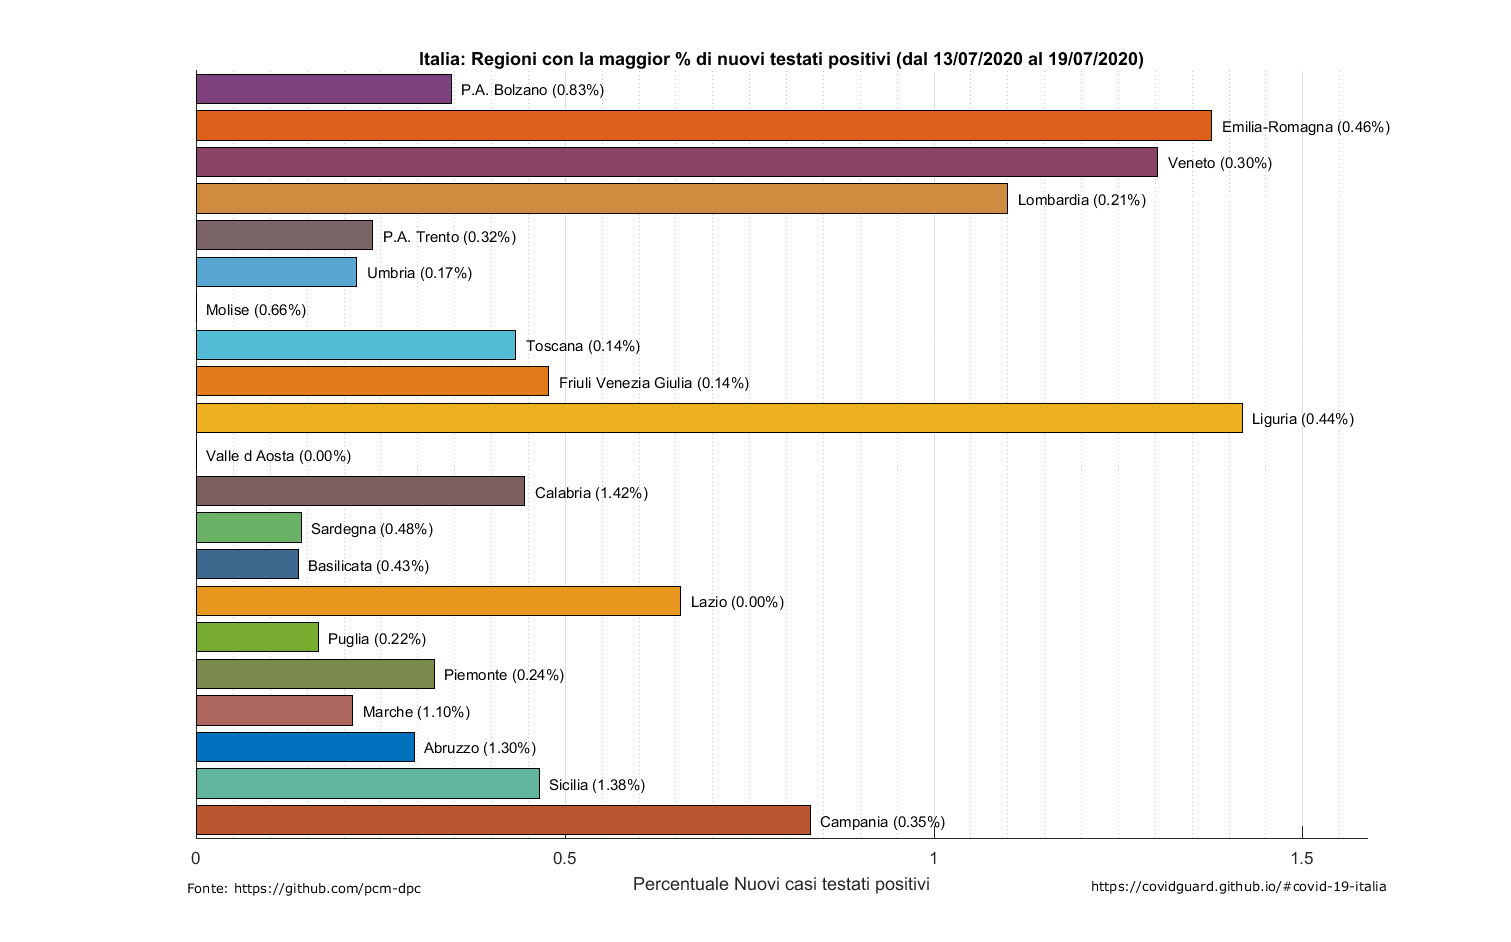 Italia: Regioni con la maggior % di nuovi testati positivi (dal 13/07/2020 al 19/07/2020)
P.A. Bolzano (0.83%)
Emilia-Romagna (0.46%)
Veneto (0.30%)
Lombardia (0.21%)
P.A. Trento (0.32%)
Umbria (0.17%)
Molise (0.66%)
Toscana (0.14%)
Friuli Venezia Giulia (0.14%)
Liguria (0.44%)
Valle d Aosta (0.00%)
Calabria (1.42%)
Sardegna (0.48%)
Basilicata (0.43%)
Lazio (0.00%)
Puglia (0.22%)
Piemonte (0.24%)
Marche (1.10%)
Abruzzo (1.30%)
Sicilia (1.38%)
Campania (0.35%)
0 0.5 1 1.5
Percentuale Nuovi casi testati positivi
Fonte: https://github.com/pcm-dpc
https://covidguard.github.io/#covid-19-italia